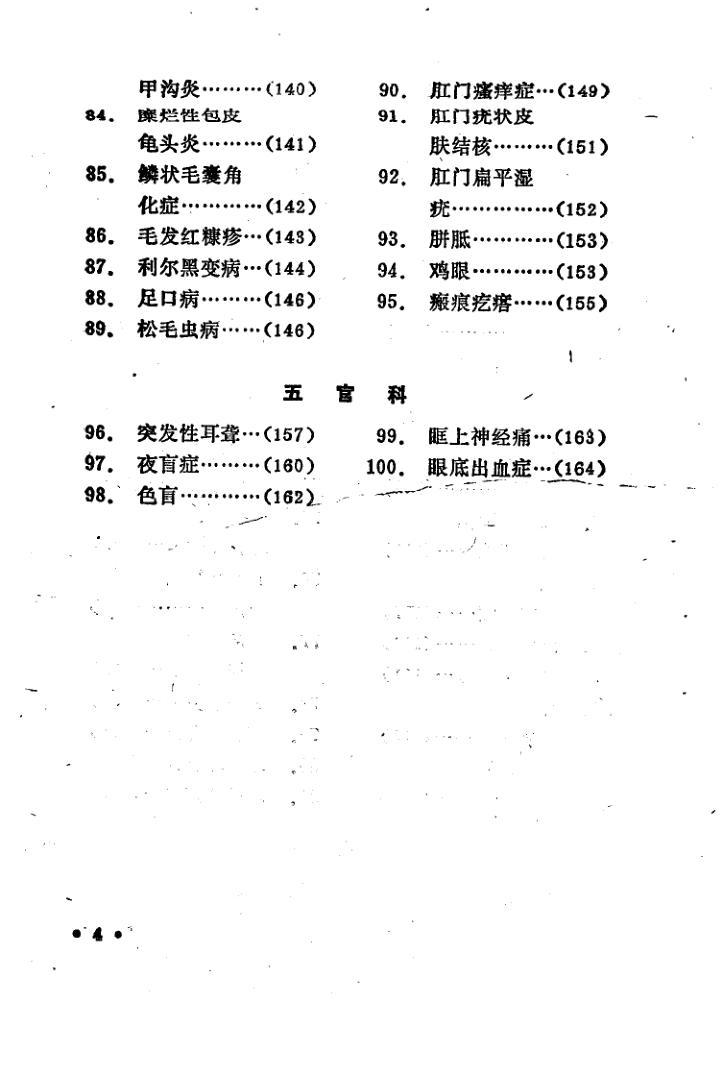 甲沟炎………(140)
84. 糜烂性包皮
龟头炎………(141)
85. 鳞状毛囊角
化症…………(142)
86. 毛发红糠疹…(143)
87. 利尔黑变病…(144)
88. 足口病………(146)
89. 松毛虫病……(146)
90. 肛门瘙痒症…(149)
91. 肛门疣状皮
肤结核………(151)
92. 肛门扁平湿
疣……………(152)
93. 胼胝…………(153)
94. 鸡眼…………(153)
95. 瘢痕疙瘩……(155)
五官科
96. 突发性耳聋…(157)
97. 夜盲症………(160)
98. 色盲…………(162)
99. 眶上神经痛…(163)
100. 眼底出血症…(164)
• 4 •